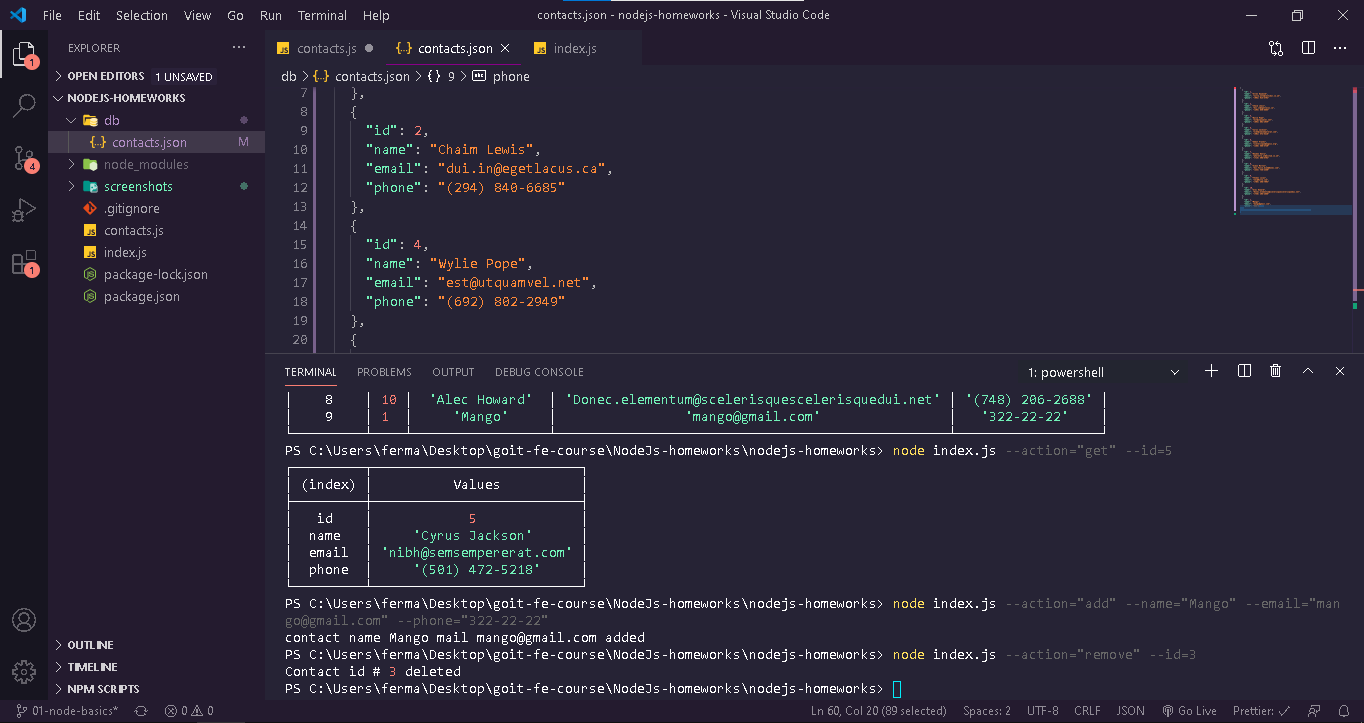 File Edit Selection View Go Run Terminal Help contacts.json - nodejs-homeworks - Visual Studio Code
EXPLORER
OPEN EDITORS 1 UNSAVED
NODEJS-HOMEWORKS
db
contacts.json M
node_modules
screenshots
.gitignore
contacts.js
index.js
package-lock.json
package.json
OUTLINE
TIMELINE
NPM SCRIPTS
1
4
1
contacts.js contacts.json index.js
db > contacts.json > {} 9 > phone
7 },
8 {
9 "id": 2,
10 "name": "Chaim Lewis",
11 "email": "dui.in@egetlacus.ca",
12 "phone": "(294) 840-6685"
13 },
14 {
15 "id": 4,
16 "name": "Wylie Pope",
17 "email": "est@utquamvel.net",
18 "phone": "(692) 802-2949"
19 },
20 {
TERMINAL PROBLEMS OUTPUT DEBUG CONSOLE 1: powershell
8 10 'Alec Howard' 'Donec.elementum@scelerisquescelerisquedui.net' '(748) 206-2688'
9 1 'Mango' 'mango@gmail.com' '322-22-22'
PS C:\Users\ferma\Desktop\goit-fe-course\NodeJs-homeworks\nodejs-homeworks> node index.js --action="get" --id=5
(index) Values
id 5
name 'Cyrus Jackson'
email 'nibh@semsempererat.com'
phone '(501) 472-5218'
PS C:\Users\ferma\Desktop\goit-fe-course\NodeJs-homeworks\nodejs-homeworks> node index.js --action="add" --name="Mango" --email="man
go@gmail.com" --phone="322-22-22"
contact name Mango mail mango@gmail.com added
PS C:\Users\ferma\Desktop\goit-fe-course\NodeJs-homeworks\nodejs-homeworks> node index.js --action="remove" --id=3
Contact id # 3 deleted
PS C:\Users\ferma\Desktop\goit-fe-course\NodeJs-homeworks\nodejs-homeworks>
01-node-basics* 0 0 Ln 60, Col 20 (89 selected) Spaces: 2 UTF-8 CRLF JSON Go Live Prettier: ✓